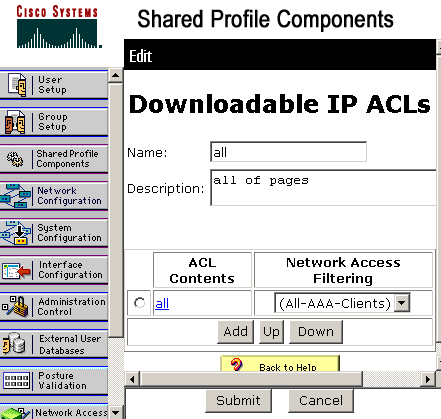 CISCO SYSTEMS
Shared Profile Components
User
Setup
Group
Setup
Shared Profile
Components
Network
Configuration
System
Configuration
Interface
Configuration
Administration
Control
External User
Databases
Posture
Validation
Network Access
Edit
Downloadable IP ACLs
Name: all
Description: all of pages
ACL
Contents
Network Access
Filtering
all (All-AAA-Clients)
Add Up Down
? Back to Help
Submit Cancel